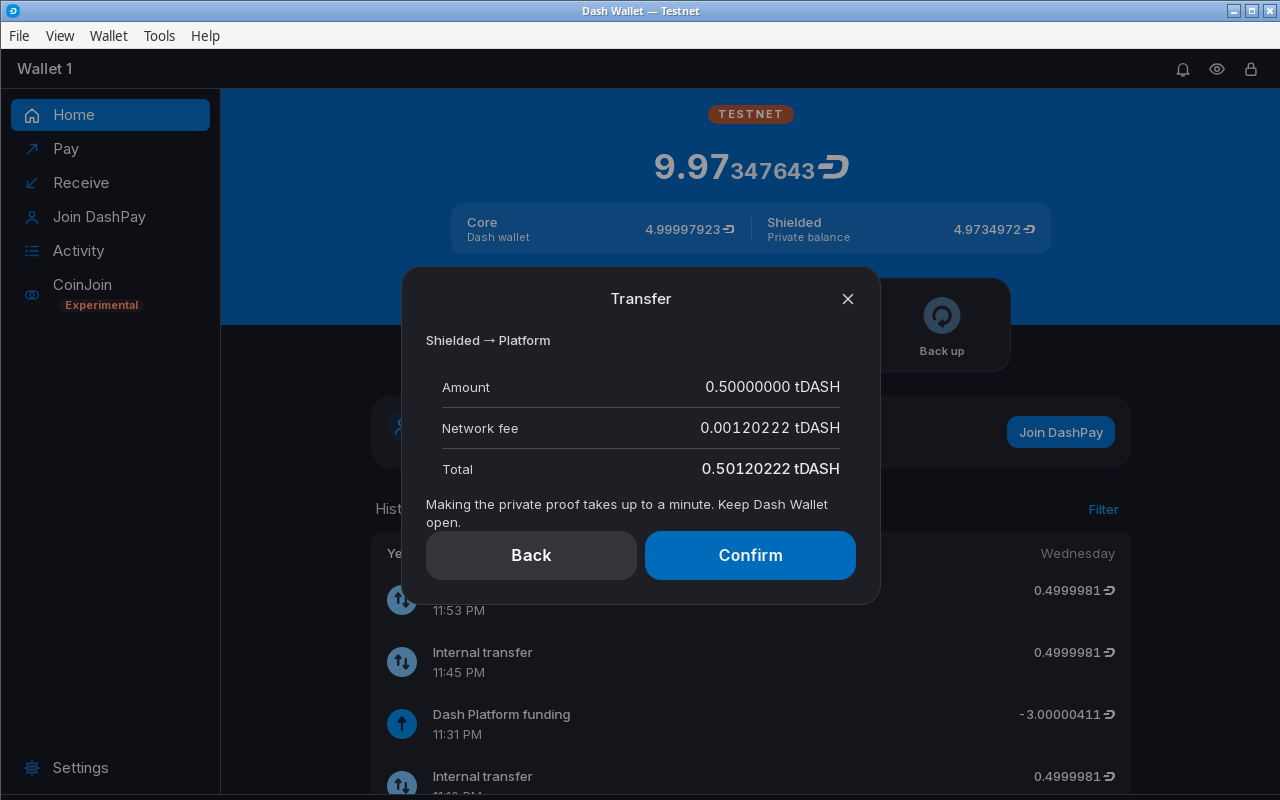 Dash Wallet — Testnet
File View Wallet Tools Help
Wallet 1
Home
Pay
Receive
Join DashPay
Activity
CoinJoin
Experimental
Settings
TESTNET
9.97347643
Core
Dash wallet
4.99997923
Shielded
Private balance
4.9734972
Back up
Join DashPay
Transfer
Shielded → Platform
Amount 0.50000000 tDASH
Network fee 0.00120222 tDASH
Total 0.50120222 tDASH
Making the private proof takes up to a minute. Keep Dash Wallet
open.
Back Confirm
Filter
Wednesday
0.4999981
11:53 PM
Internal transfer 0.4999981
11:45 PM
Dash Platform funding -3.00000411
11:31 PM
Internal transfer 0.4999981